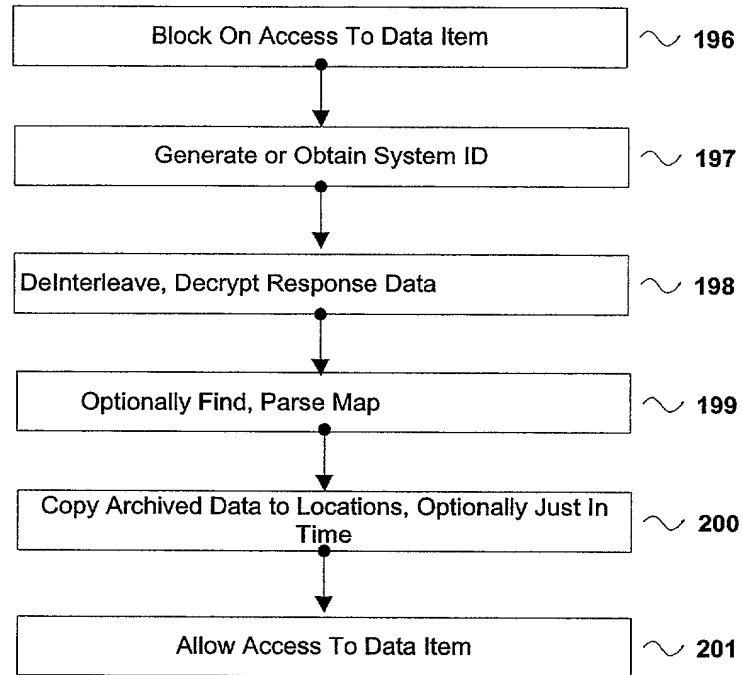 Block On Access To Data Item 196
Generate or Obtain System ID 197
DeInterleave, Decrypt Response Data 198
Optionally Find, Parse Map 199
Copy Archived Data to Locations, Optionally Just In
Time 200
Allow Access To Data Item 201